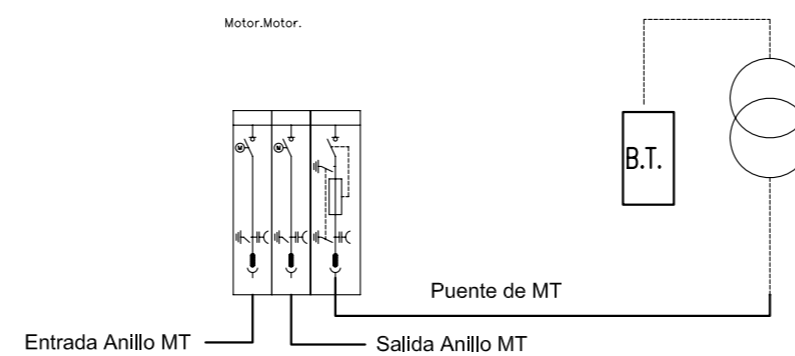 Motor.Motor.
M
M
B.T.
Puente de MT
Entrada Anillo MT
Salida Anillo MT